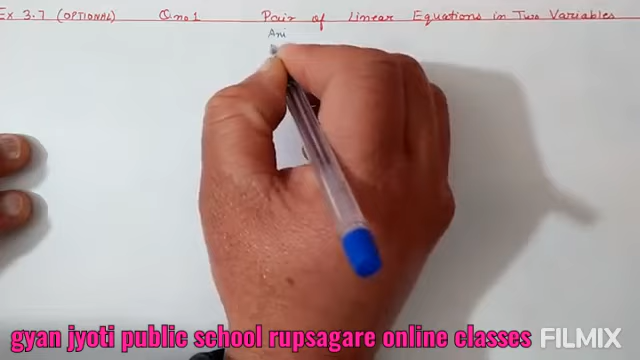 Ex 3.7 (OPTIONAL) Q.no 1 Pair of Linear Equations in Two Variables
Ani
gyan jyoti public school rupsagare online classes
FILMIX